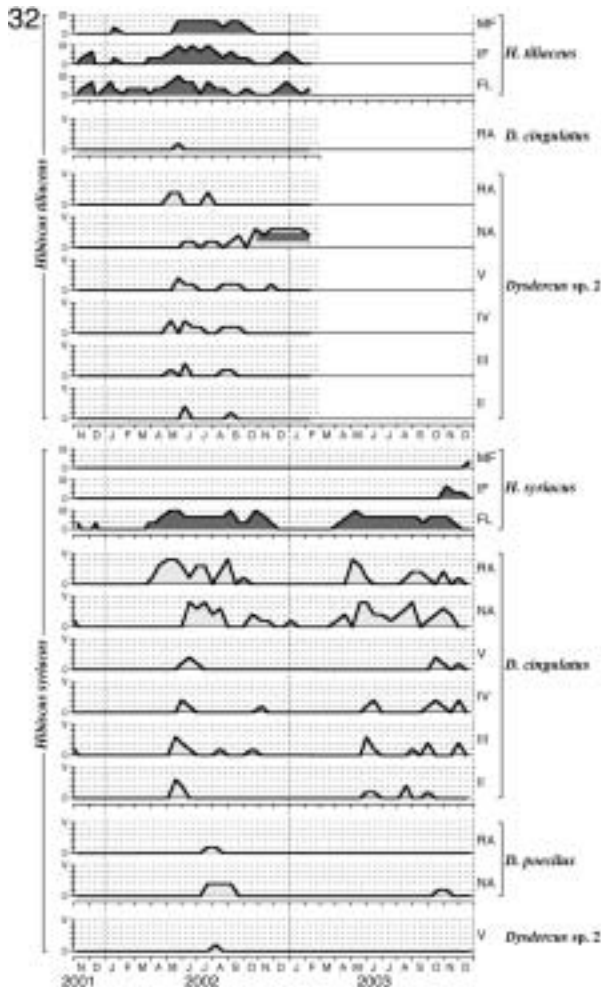 32
MF
IF
FL
H. tiliaceus
RA
D. cingulatus
RA
NA
V
IV
III
II
Dysdercus sp. 2
Hibiscus tiliaceus
N D J F M A M J J A S O N D J F M A M J J A S O N D
MF
IF
FL
H. syriacus
RA
NA
V
IV
III
II
D. cingulatus
Hibiscus syriacus
RA
NA
D. poecilus
V
Dysdercus sp. 2
N D J F M A M J J A S O N D J F M A M J J A S O N D
2001 2002 2003